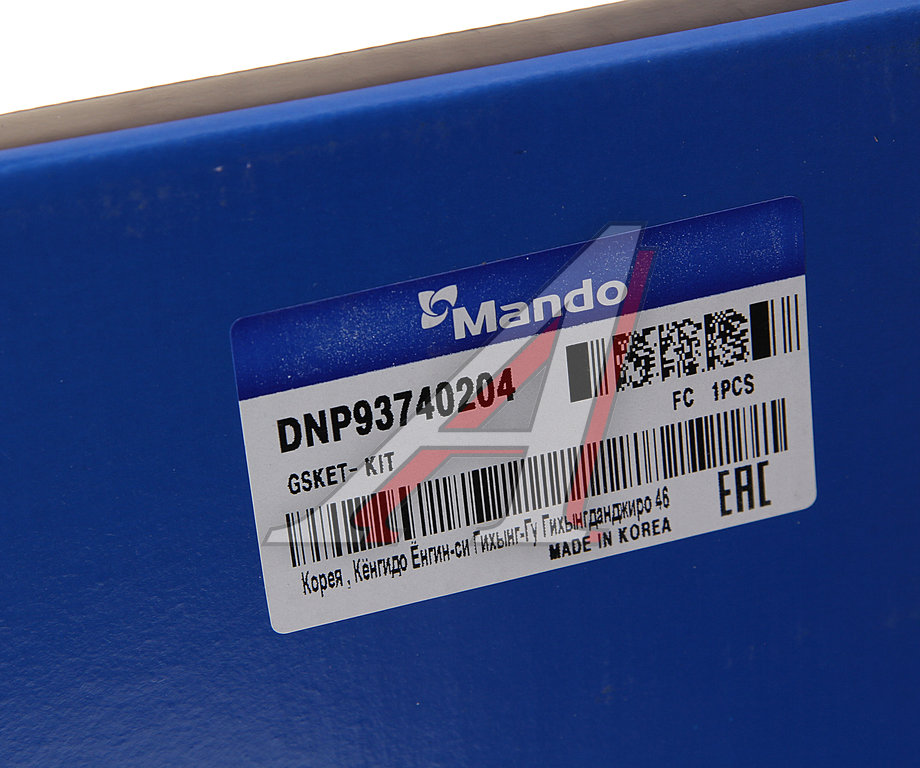 Mando
DNP93740204
FC 1PCS
GSKET- KIT
EAC
Корея , Кёнгидо Ёнгин-си Гихынг-Гу Гихынгданджиро 46
MADE IN KOREA